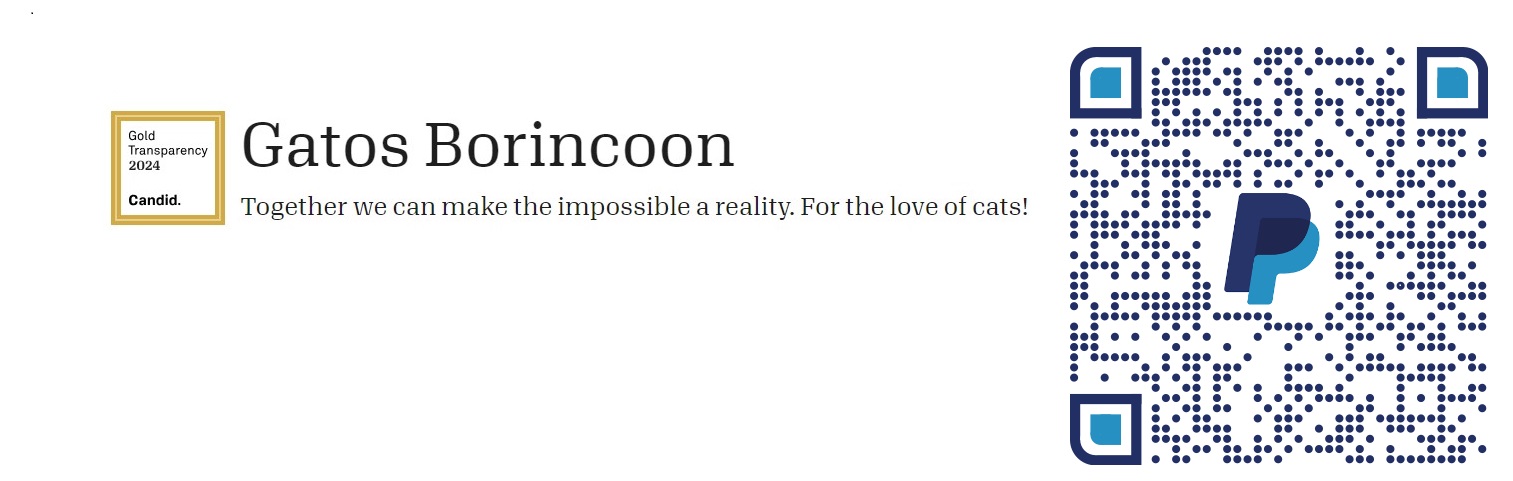 Gold
Transparency
2024
Candid.
Gatos Borincoon
Together we can make the impossible a reality. For the love of cats!